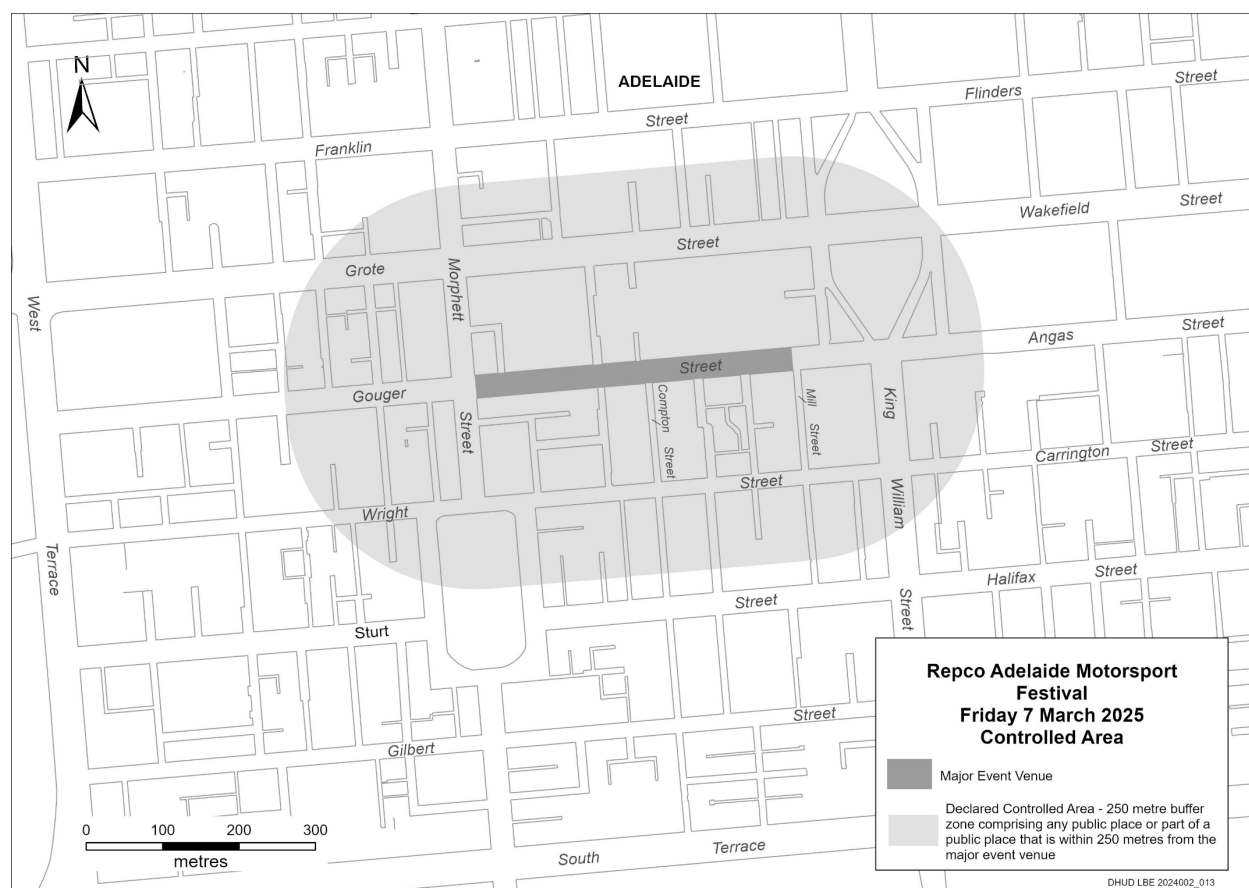 N
ADELAIDE
Flinders
Street
Street
Franklin
Wakefield
Street
Street
Grote
Morphett
West
Angas
Street
Street
Gouger
King
Mill
Street
Compton
Street
Street
Carrington
Street
Street
Wright
William
Terrace
Halifax
Street
Street
Street
Sturt
Street
Gilbert
South
Terrace
0 100 200 300
metres
Repco Adelaide Motorsport
Festival
Friday 7 March 2025
Controlled Area
Major Event Venue
Declared Controlled Area - 250 metre buffer
zone comprising any public place or part of a
public place that is within 250 metres from the
major event venue
DHUD LBE 2024002_013